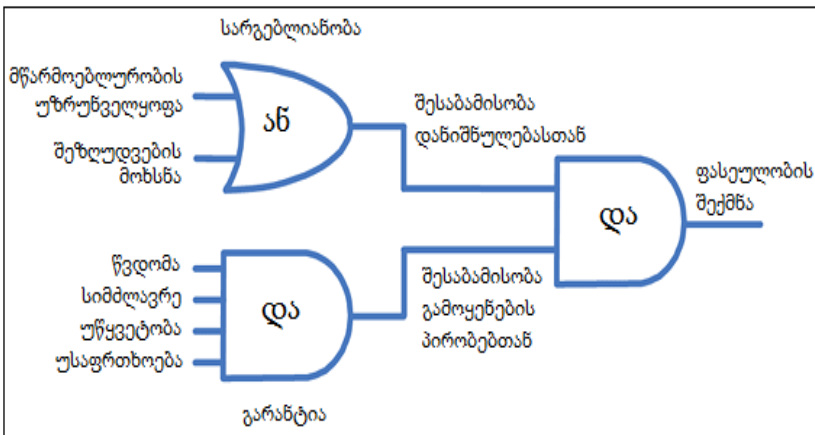 სარგებლიანობა
მწარმოებლურობის
უზრუნველყოფა
შეზღუდვების
მოხსნა
ან
შესაბამისობა
დანიშნულებასთან
წვდომა
სიმძლავრე
უწყვეტობა
უსაფრთხოება
და
გარანტია
შესაბამისობა
გამოყენების
პირობებთან
და
ფასეულობის
შექმნა